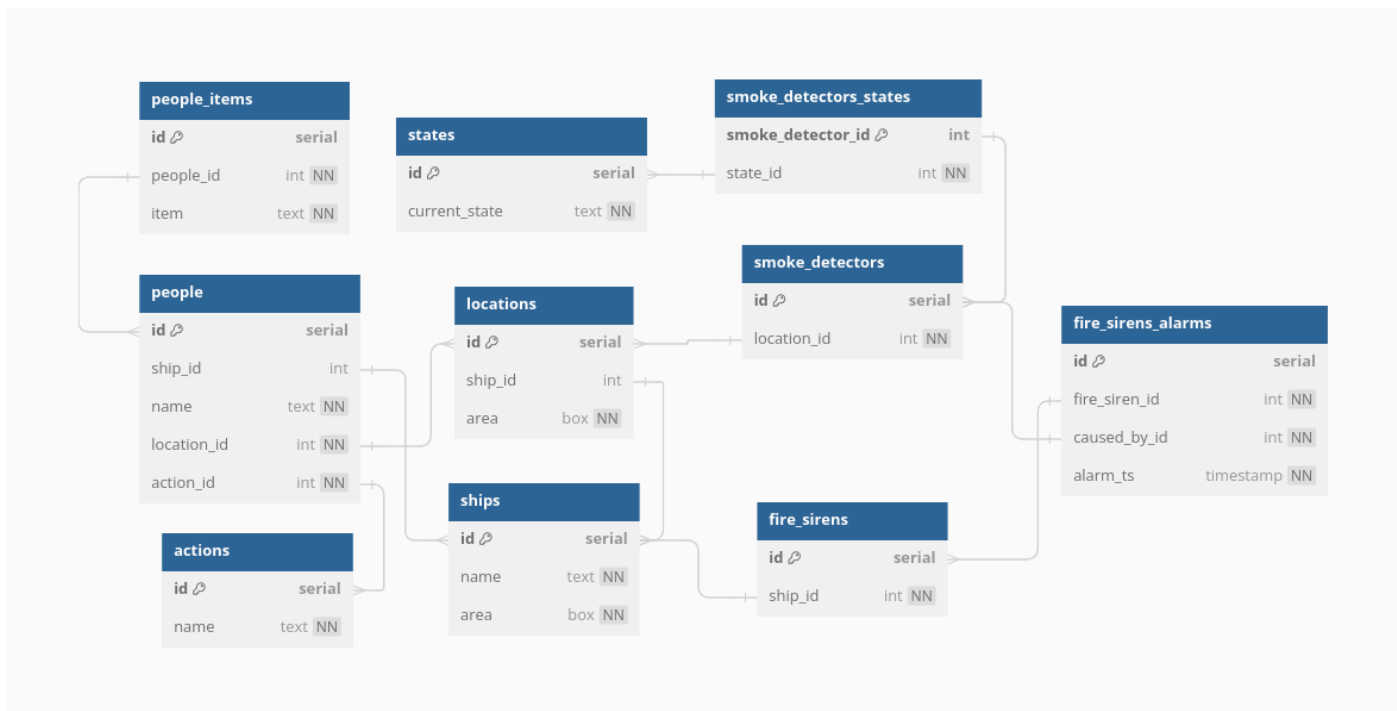 people_items
id serial
people_id int NN
item text NN
states
id serial
current_state text NN
smoke_detectors_states
smoke_detector_id int
state_id int NN
people
id serial
ship_id int
name text NN
location_id int NN
action_id int NN
locations
id serial
ship_id int
area box NN
smoke_detectors
id serial
location_id int NN
fire_sirens_alarms
id serial
fire_siren_id int NN
caused_by_id int NN
alarm_ts timestamp NN
actions
id serial
name text NN
ships
id serial
name text NN
area box NN
fire_sirens
id serial
ship_id int NN